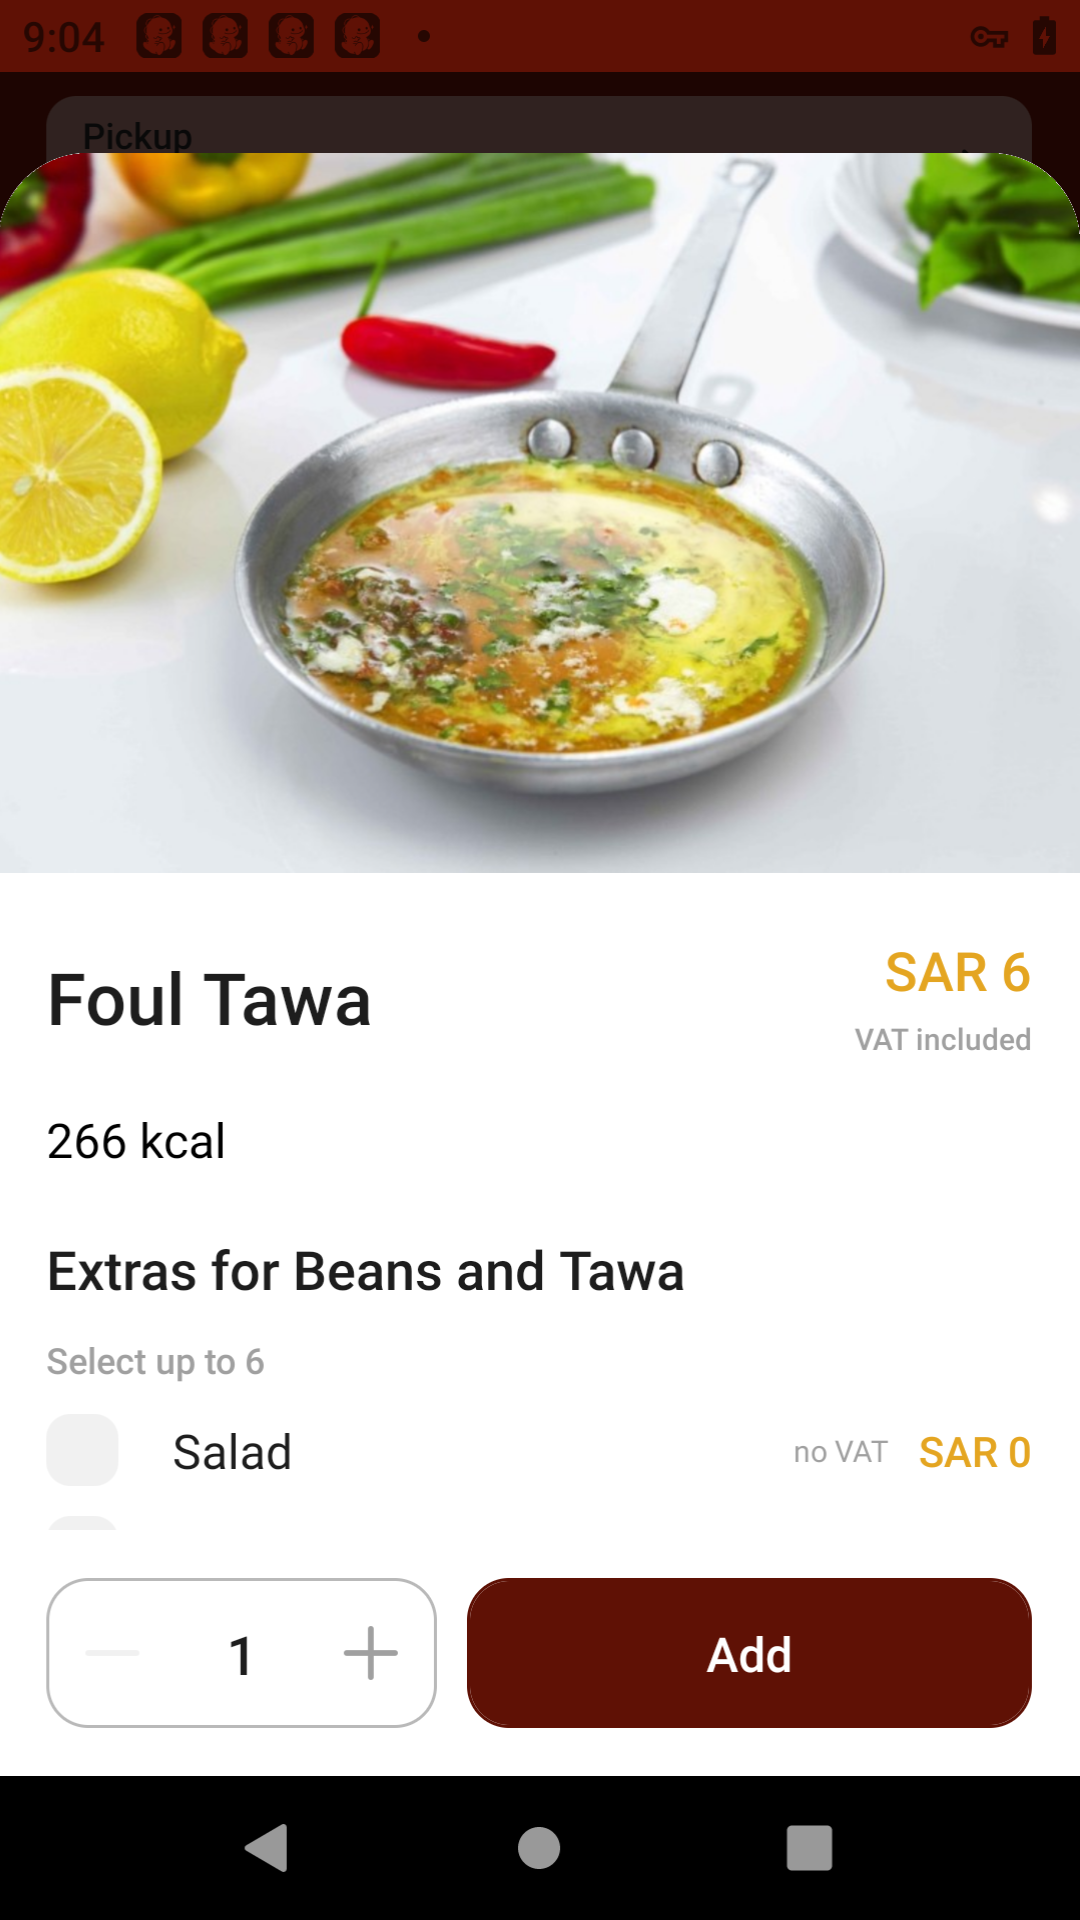 9:04
Pickup
Foul Tawa
SAR 6
VAT included
266 kcal
Extras for Beans and Tawa
Select up to 6
Salad
no VAT
SAR 0
1
Add